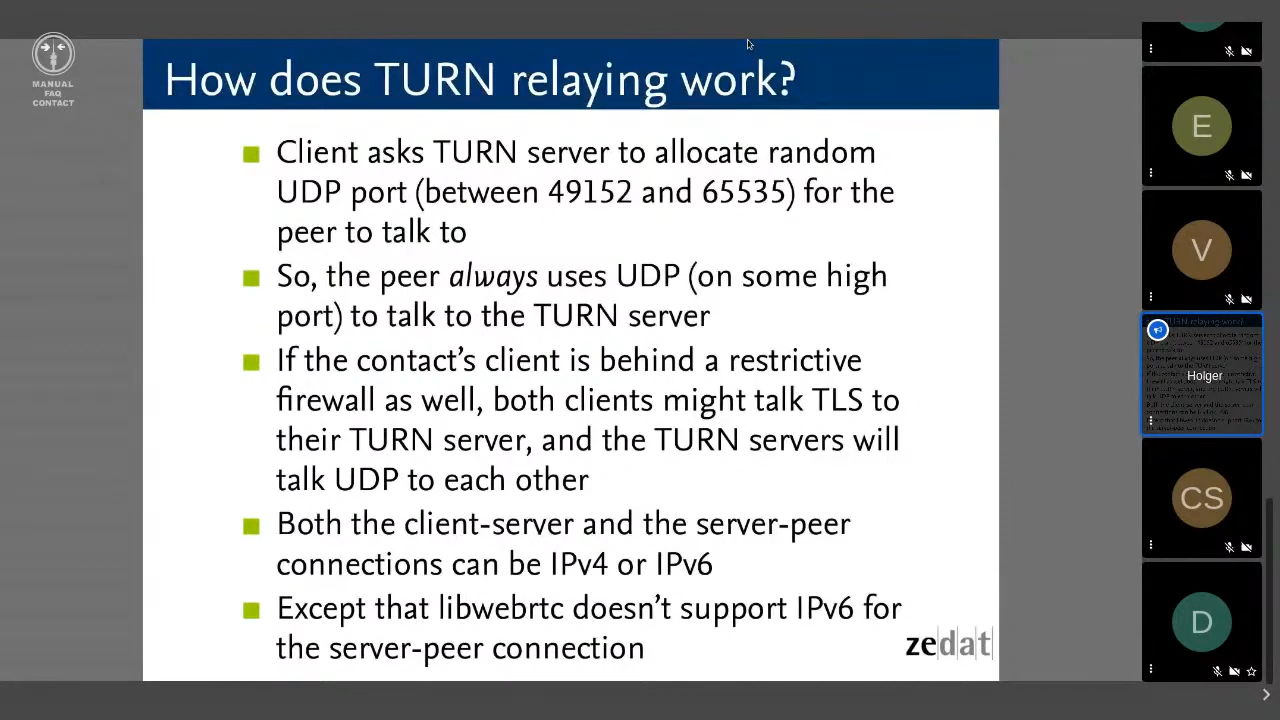 MANUAL
FAQ
CONTACT
How does TURN relaying work?
Client asks TURN server to allocate random
UDP port (between 49152 and 65535) for the
peer to talk to
So, the peer always uses UDP (on some high
port) to talk to the TURN server
If the contact’s client is behind a restrictive
firewall as well, both clients might talk TLS to
their TURN server, and the TURN servers will
talk UDP to each other
Both the client-server and the server-peer
connections can be IPv4 or IPv6
Except that libwebrtc doesn’t support IPv6 for
the server-peer connection
zedat
E
V
Holger
CS
D